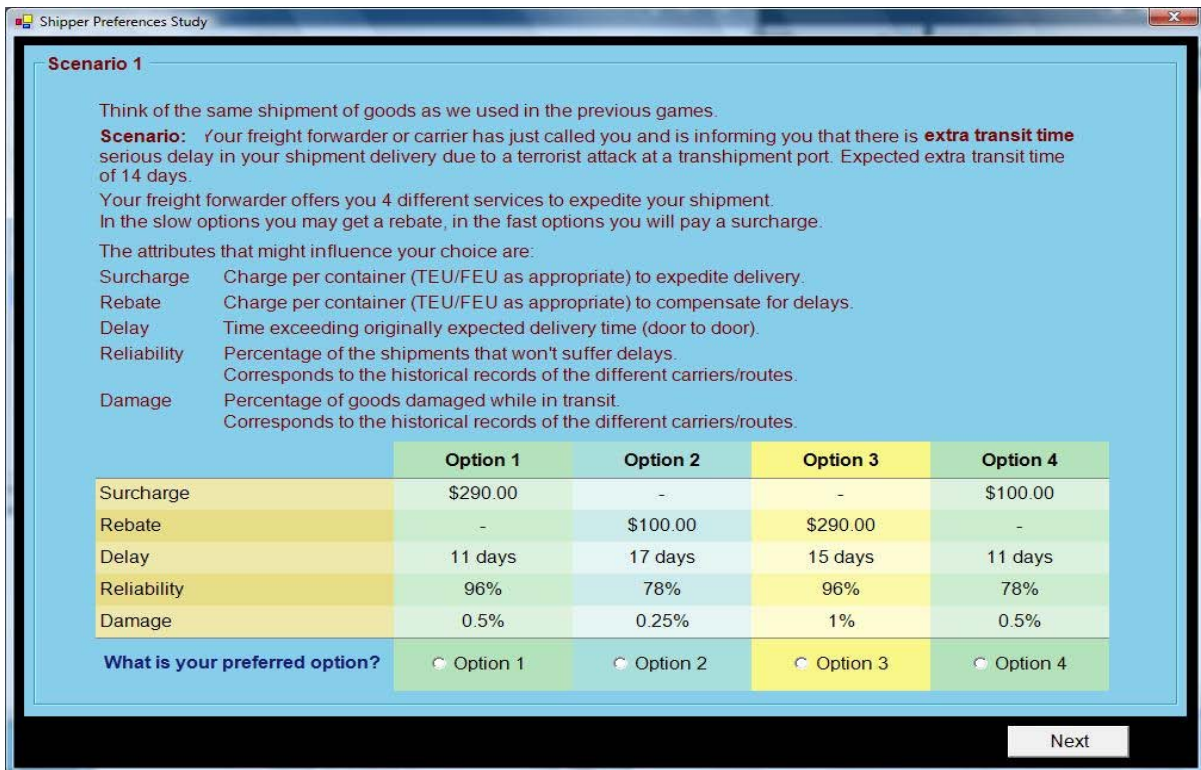 Shipper Preferences Study
Scenario 1
Think of the same shipment of goods as we used in the previous games.
Scenario: Your freight forwarder or carrier has just called you and is informing you that there is extra transit time
serious delay in your shipment delivery due to a terrorist attack at a transhipment port. Expected extra transit time
of 14 days.
Your freight forwarder offers you 4 different services to expedite your shipment.
In the slow options you may get a rebate, in the fast options you will pay a surcharge.
The attributes that might influence your choice are:
Surcharge Charge per container (TEU/FEU as appropriate) to expedite delivery.
Rebate Charge per container (TEU/FEU as appropriate) to compensate for delays.
Delay Time exceeding originally expected delivery time (door to door).
Reliability Percentage of the shipments that won't suffer delays.
Corresponds to the historical records of the different carriers/routes.
Damage Percentage of goods damaged while in transit.
Corresponds to the historical records of the different carriers/routes.
Option 1 Option 2 Option 3 Option 4
Surcharge $290.00 - - $100.00
Rebate - $100.00 $290.00 -
Delay 11 days 17 days 15 days 11 days
Reliability 96% 78% 96% 78%
Damage 0.5% 0.25% 1% 0.5%
What is your preferred option? Option 1 Option 2 Option 3 Option 4
Next